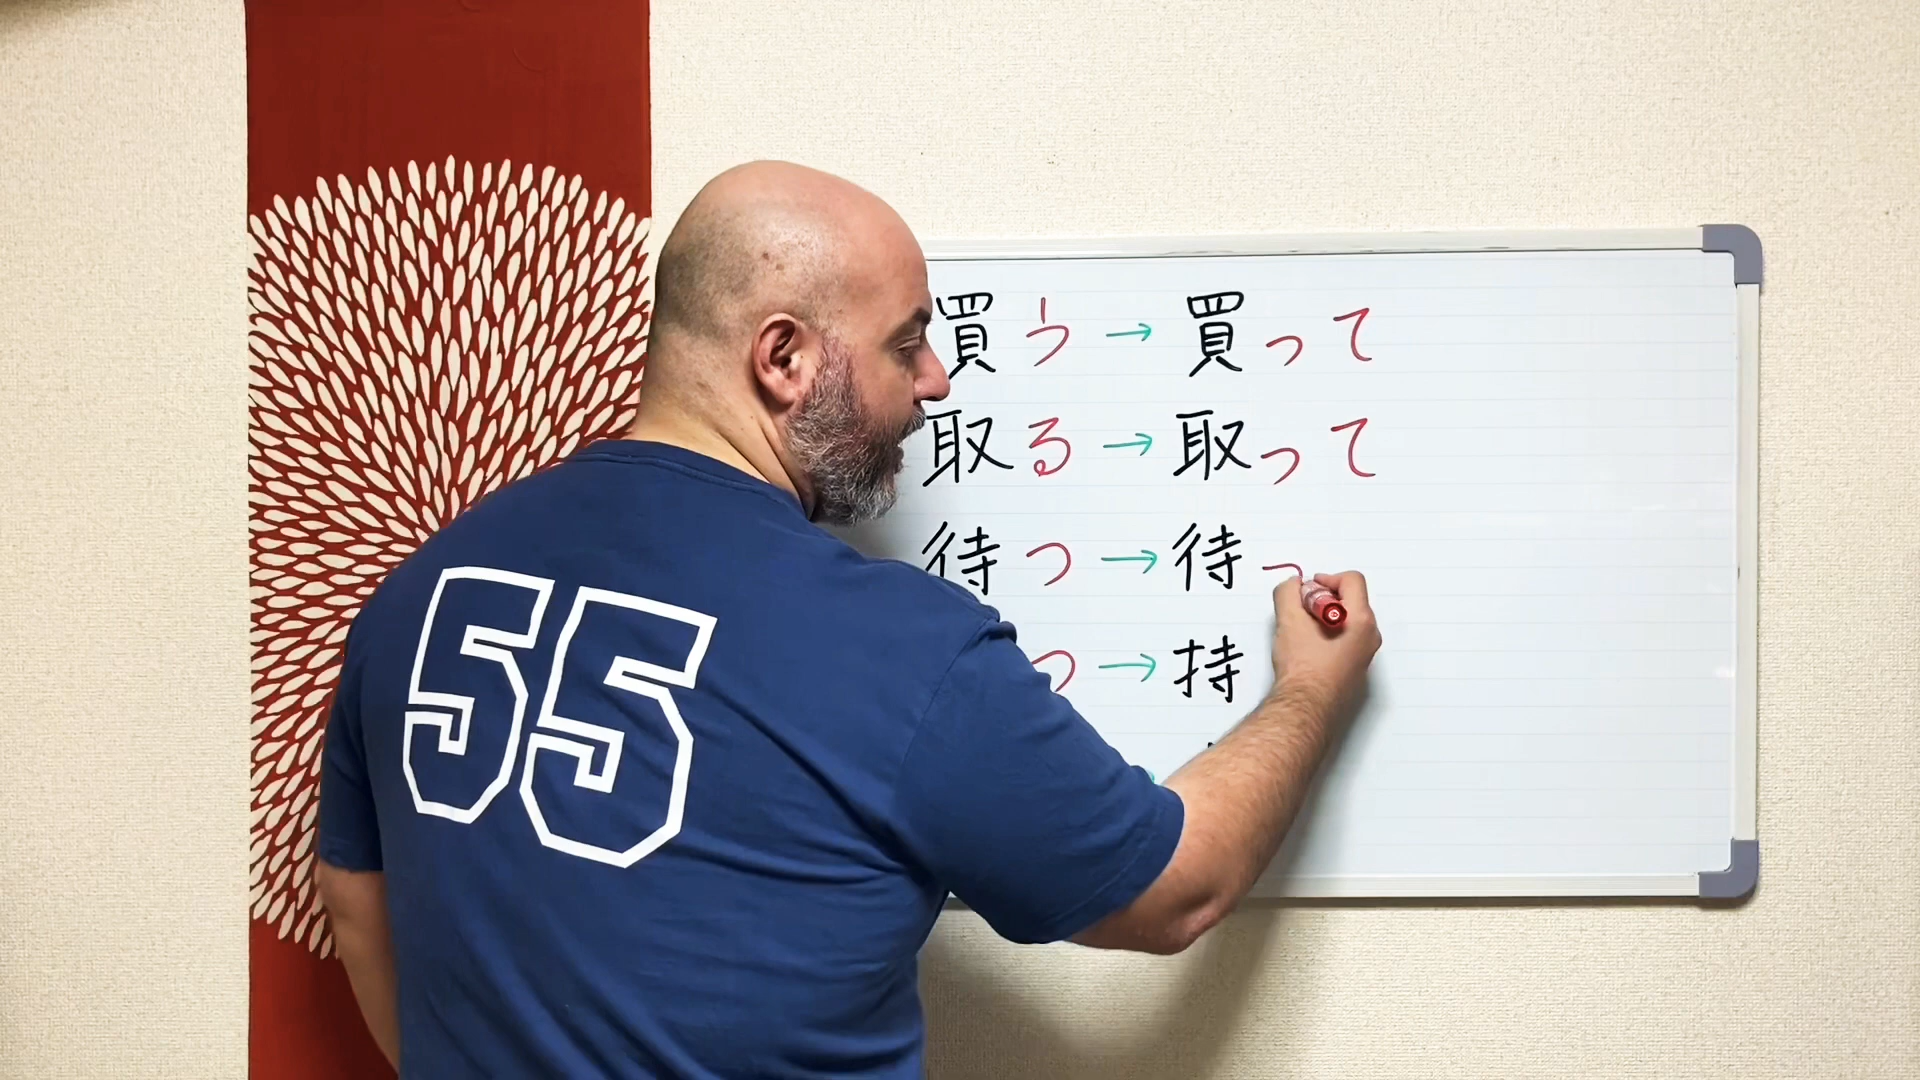 買う → 買って
取る → 取って
待つ → 待っ
つ → 持
55